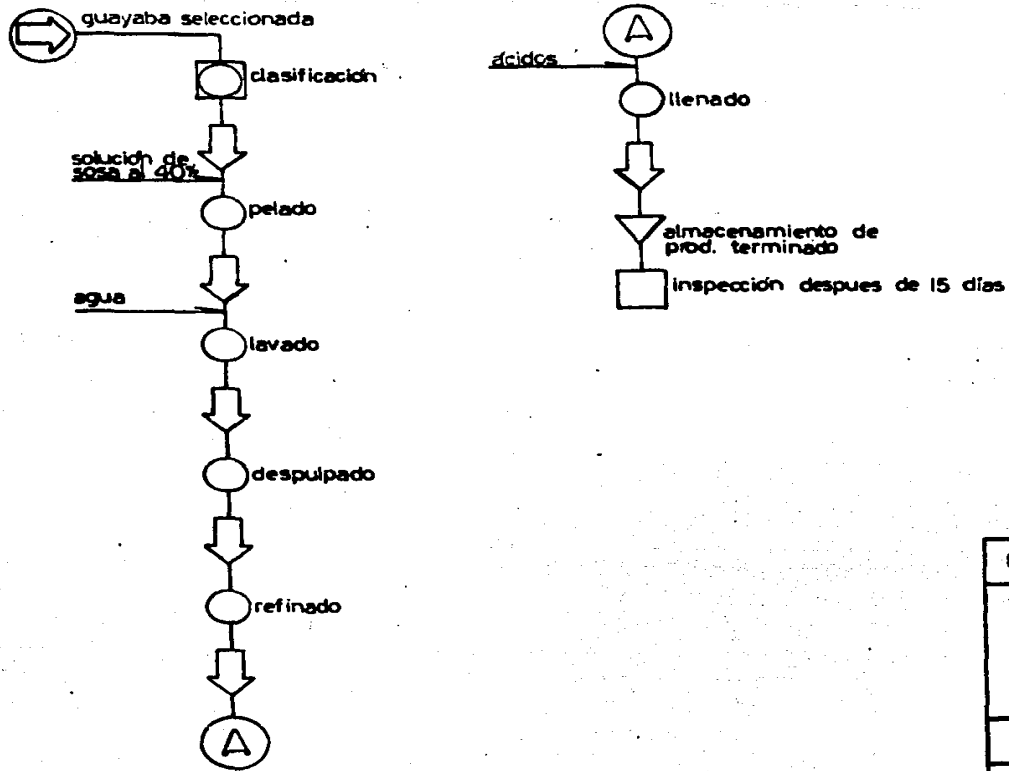 guayaba seleccionada
clasificación
solución de
sosa al 40%
pelado
agua
lavado
despulpado
refinado
A
A
ácidos
llenado
almacenamiento de
prod. terminado
inspección despues de 15 días